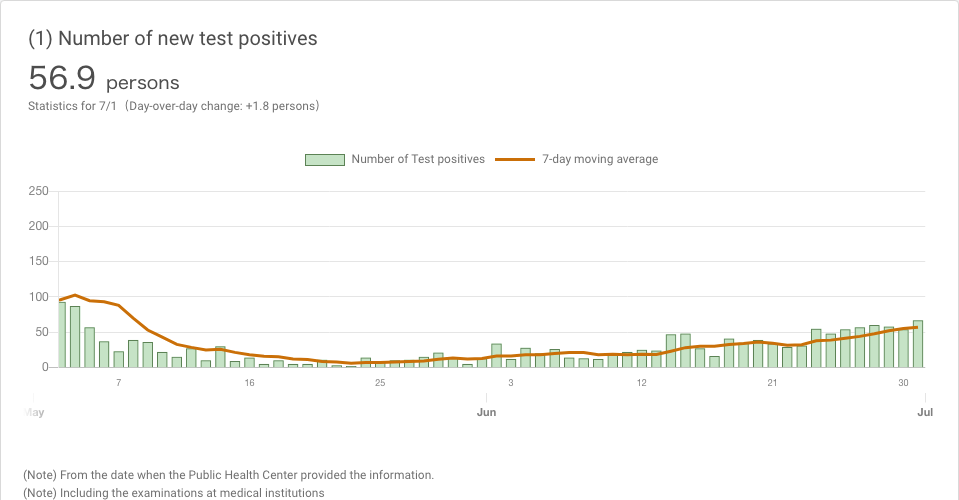 (1) Number of new test positives
56.9 persons
Statistics for 7/1 (Day-over-day change: +1.8 persons)
Number of Test positives 7-day moving average
250
200
150
100
50
0
7 16 25 3 12 21 30
May Jun Jul
(Note) From the date when the Public Health Center provided the information.
(Note) Including the examinations at medical institutions